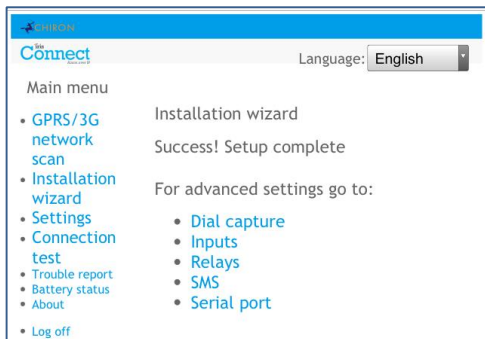 CHIRON
Iris
Connect
Language: English
Main menu
GPRS/3G
network
scan
Installation
wizard
Settings
Connection
test
Trouble report
Battery status
About
Log off
Installation wizard
Success! Setup complete
For advanced settings go to:
Dial capture
Inputs
Relays
SMS
Serial port